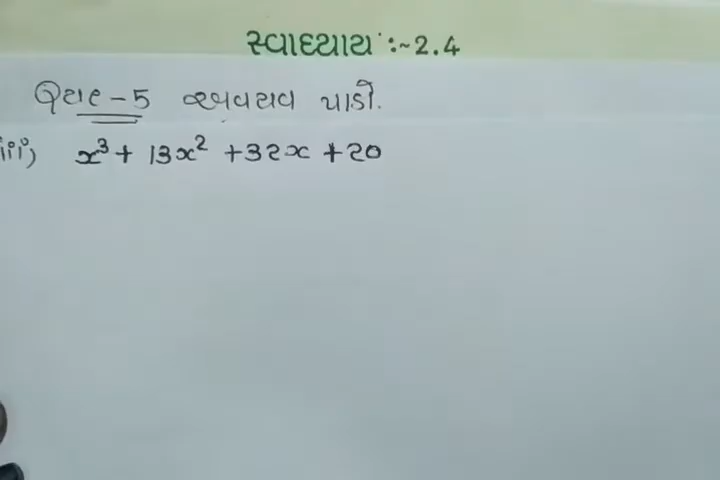 સ્વાધ્યાય :~ 2.4
પ્રશ્ન - 5 અવયવ પાડો.
iii) x³ + 13x² + 32x + 20